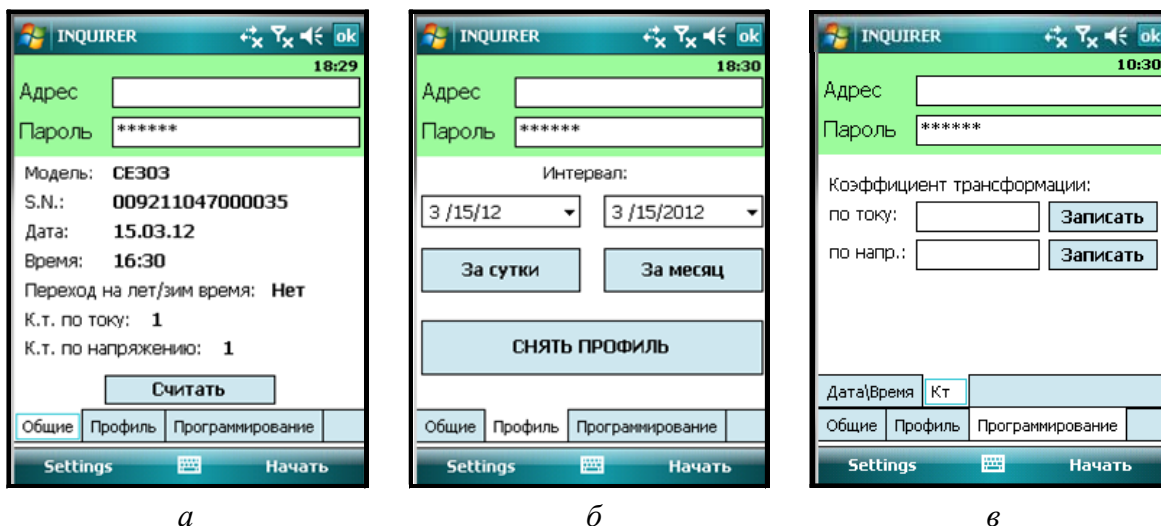 INQUIRER ok
18:29
Адрес
Пароль ******
Модель: CE303
S.N.: 009211047000035
Дата: 15.03.12
Время: 16:30
Переход на лет/зим время: Нет
К.т. по току: 1
К.т. по напряжению: 1
Считать
Общие Профиль Программирование
Settings Начать
а
INQUIRER ok
18:30
Адрес
Пароль ******
Интервал:
3 /15/12 3 /15/2012
За сутки За месяц
СНЯТЬ ПРОФИЛЬ
Общие Профиль Программирование
Settings Начать
б
INQUIRER ok
10:30
Адрес
Пароль ******
Коэффициент трансформации:
по току: Записать
по напр.: Записать
Дата\Время Кт
Общие Профиль Программирование
Settings Начать
в